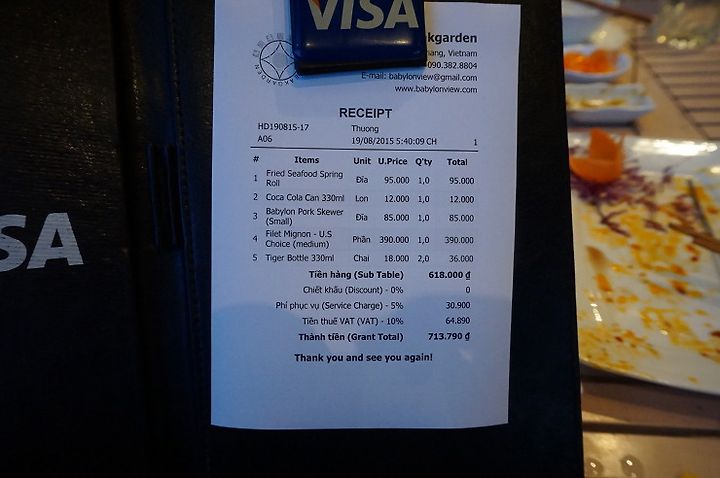 VISA
VISA
akgarden
Vietnam
090.382.8804
E-mail: babylonview@gmail.com
www.babylonview.com
RECEIPT
HD190815-17 Thuong
A06 19/08/2015 5:40:09 CH 1
# Items Unit U.Price Q'ty Total
1 Fried Seafood Spring Roll Đĩa 95.000 1,0 95.000
2 Coca Cola Can 330ml Lon 12.000 1,0 12.000
3 Babylon Pork Skewer (Small) Đĩa 85.000 1,0 85.000
4 Filet Mignon - U.S Choice (medium) Phần 390.000 1,0 390.000
5 Tiger Bottle 330ml Chai 18.000 2,0 36.000
Tiền hàng (Sub Table) 618.000 ₫
Chiết khấu (Discount) - 0% 0
Phí phục vụ (Service Charge) - 5% 30.900
Tiền thuế VAT (VAT) - 10% 64.890
Thành tiền (Grant Total) 713.790 ₫
Thank you and see you again!